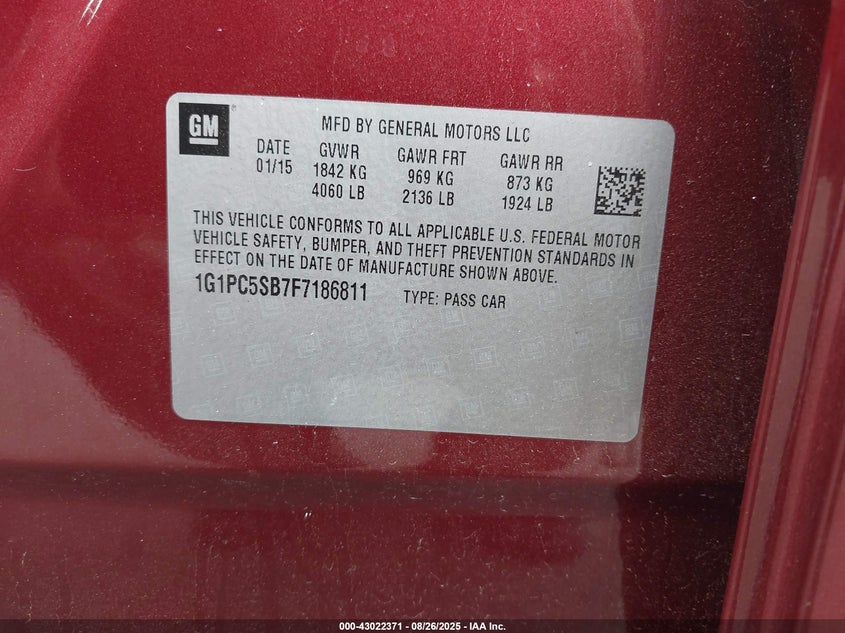 GM
MFD BY GENERAL MOTORS LLC
DATE GVWR GAWR FRT GAWR RR
01/15 1842 KG 969 KG 873 KG
4060 LB 2136 LB 1924 LB
THIS VEHICLE CONFORMS TO ALL APPLICABLE U.S. FEDERAL MOTOR
VEHICLE SAFETY, BUMPER, AND THEFT PREVENTION STANDARDS IN
EFFECT ON THE DATE OF MANUFACTURE SHOWN ABOVE.
1G1PC5SB7F7186811 TYPE: PASS CAR
000-43022371 - 08/26/2025 - IAA Inc.